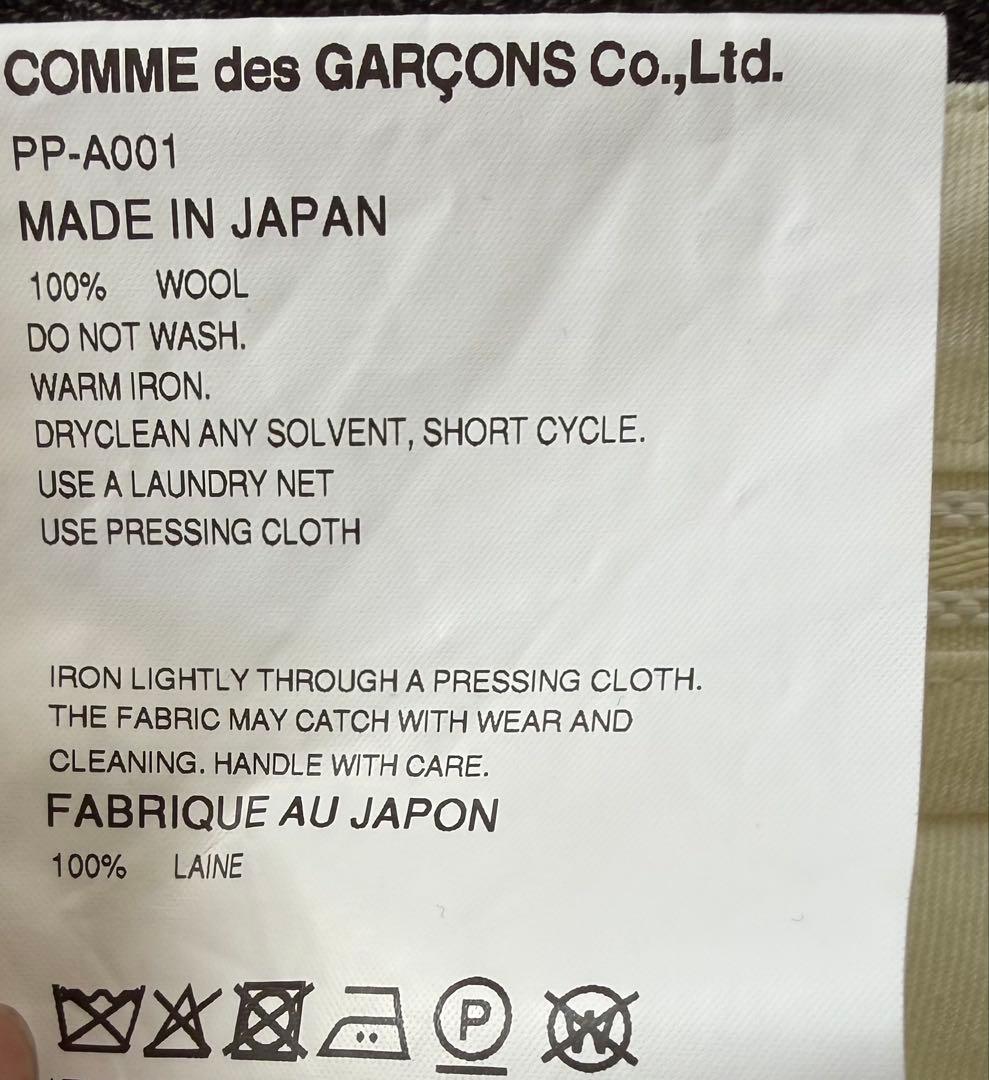 COMME des GARÇONS Co.,Ltd.
PP-A001
MADE IN JAPAN
100% WOOL
DO NOT WASH.
WARM IRON.
DRYCLEAN ANY SOLVENT, SHORT CYCLE.
USE A LAUNDRY NET
USE PRESSING CLOTH
IRON LIGHTLY THROUGH A PRESSING CLOTH.
THE FABRIC MAY CATCH WITH WEAR AND
CLEANING. HANDLE WITH CARE.
FABRIQUE AU JAPON
100% LAINE
P W